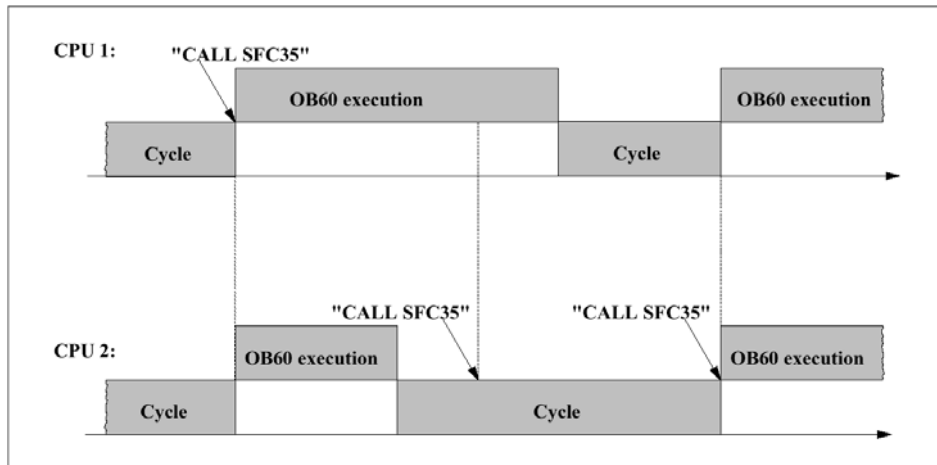 CPU 1:
"CALL SFC35"
OB60 execution
OB60 execution
Cycle
Cycle
"CALL SFC35"
"CALL SFC35"
CPU 2:
OB60 execution
OB60 execution
Cycle
Cycle